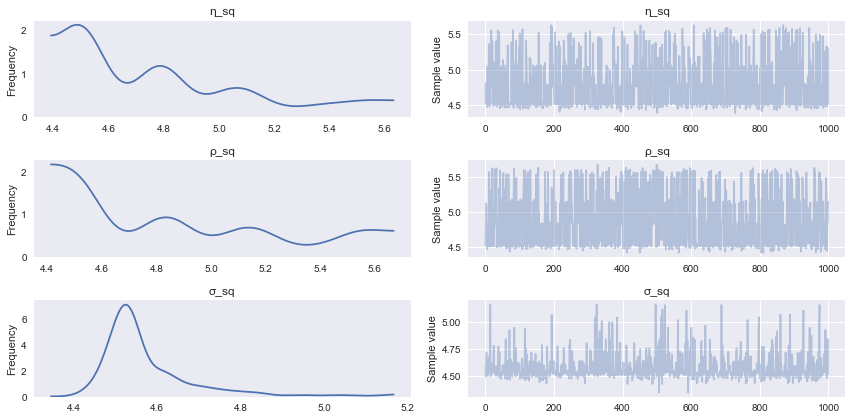 η_sq
Frequency
2
1
0
4.4 4.6 4.8 5.0 5.2 5.4 5.6
η_sq
Sample value
5.5
5.0
4.5
0 200 400 600 800 1000
ρ_sq
Frequency
2
1
0
4.4 4.6 4.8 5.0 5.2 5.4 5.6
ρ_sq
Sample value
5.5
5.0
4.5
0 200 400 600 800 1000
σ_sq
Frequency
6
4
2
0
4.4 4.6 4.8 5.0 5.2
σ_sq
Sample value
5.00
4.75
4.50
0 200 400 600 800 1000